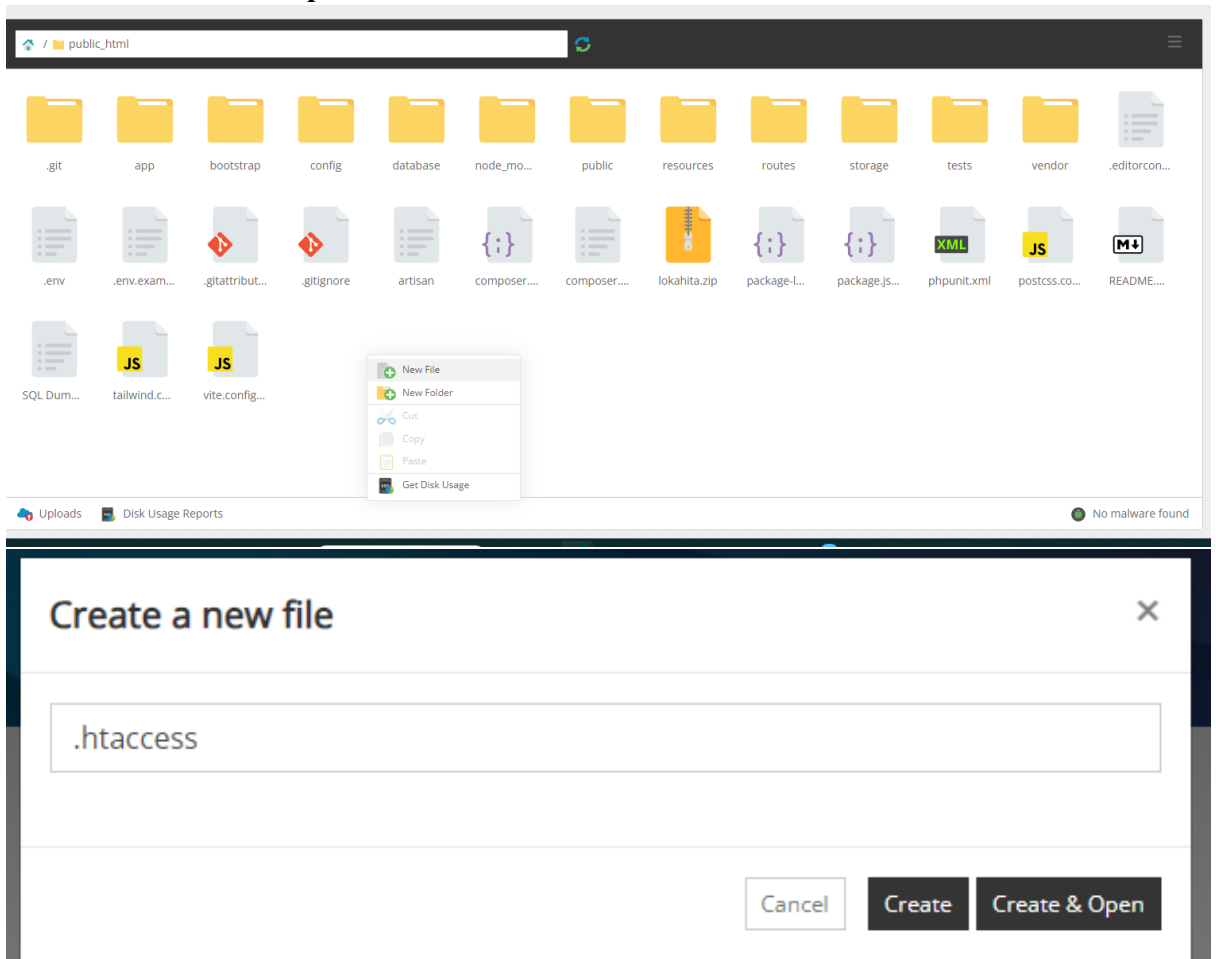 / public_html
.git app bootstrap config database node_mo... public resources routes storage tests vendor .editorcon...
{;} {;} {;} XML JS M
.env .env.exam... .gitattribut... .gitignore artisan composer.... composer.... lokahita.zip package-l... package.js... phpunit.xml postcss.co... README....
JS JS
SQL Dum... tailwind.c... vite.config...
New File
New Folder
Cut
Copy
Paste
Get Disk Usage
Uploads Disk Usage Reports No malware found
Create a new file
.htaccess
Cancel Create Create & Open